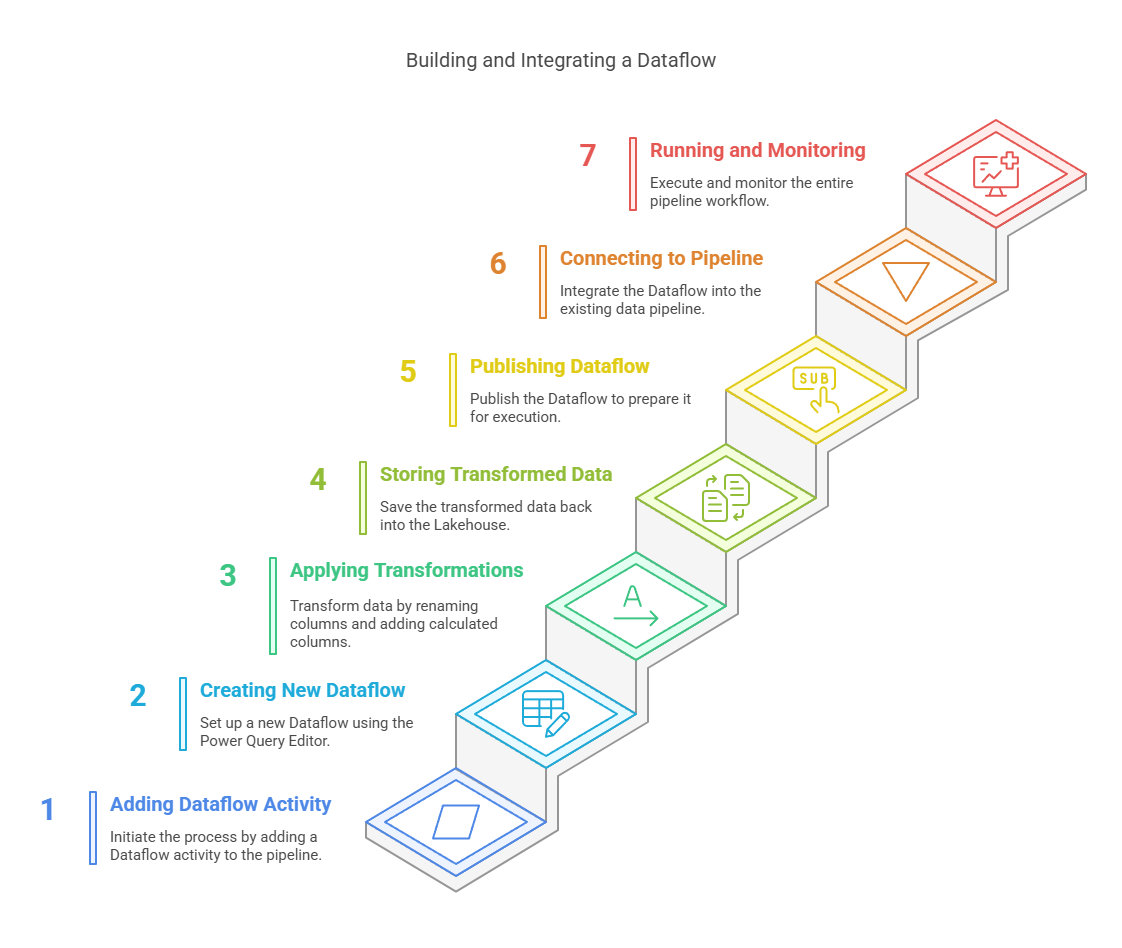 Building and Integrating a Dataflow
7
Running and Monitoring
Execute and monitor the entire
pipeline workflow.
6
Connecting to Pipeline
Integrate the Dataflow into the
existing data pipeline.
5
Publishing Dataflow
Publish the Dataflow to prepare it
for execution.
SUB
4
Storing Transformed Data
Save the transformed data back
into the Lakehouse.
3
Applying Transformations
Transform data by renaming
columns and adding calculated
columns.
A
2
Creating New Dataflow
Set up a new Dataflow using the
Power Query Editor.
1
Adding Dataflow Activity
Initiate the process by adding a
Dataflow activity to the pipeline.